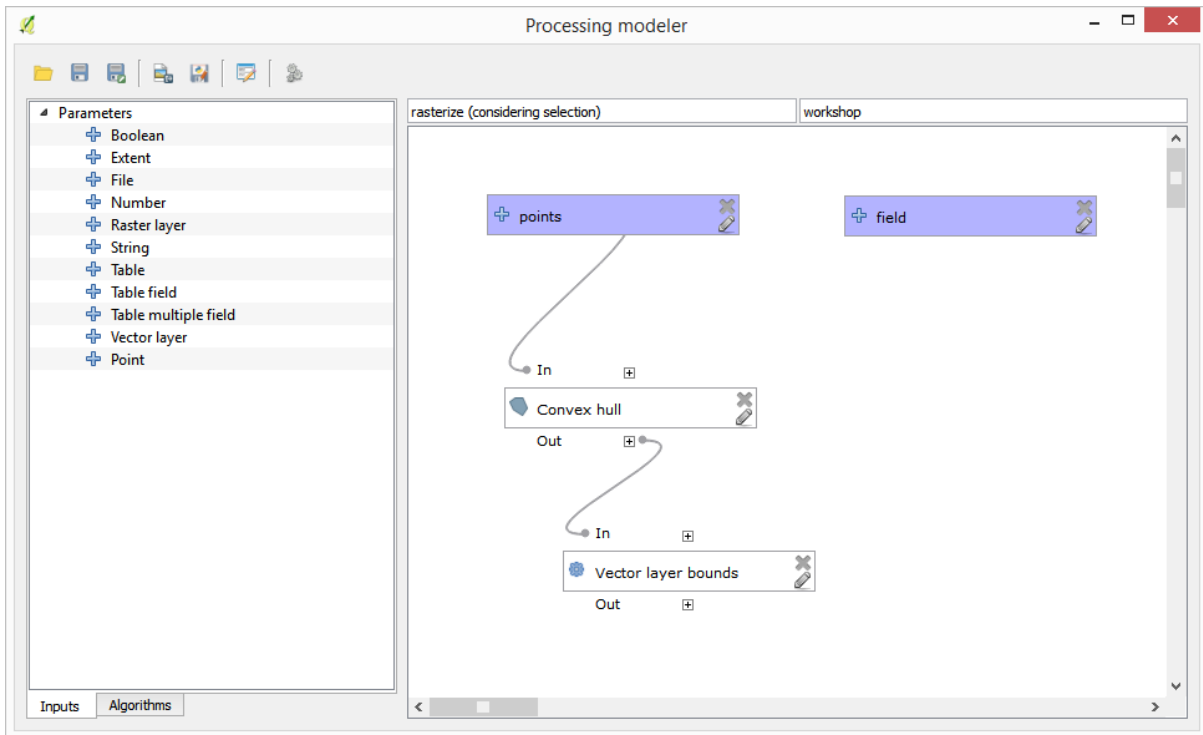 Processing modeler
Parameters
Boolean
Extent
File
Number
Raster layer
String
Table
Table field
Table multiple field
Vector layer
Point
Inputs
Algorithms
rasterize (considering selection)
workshop
points
field
In
Convex hull
Out
In
Vector layer bounds
Out